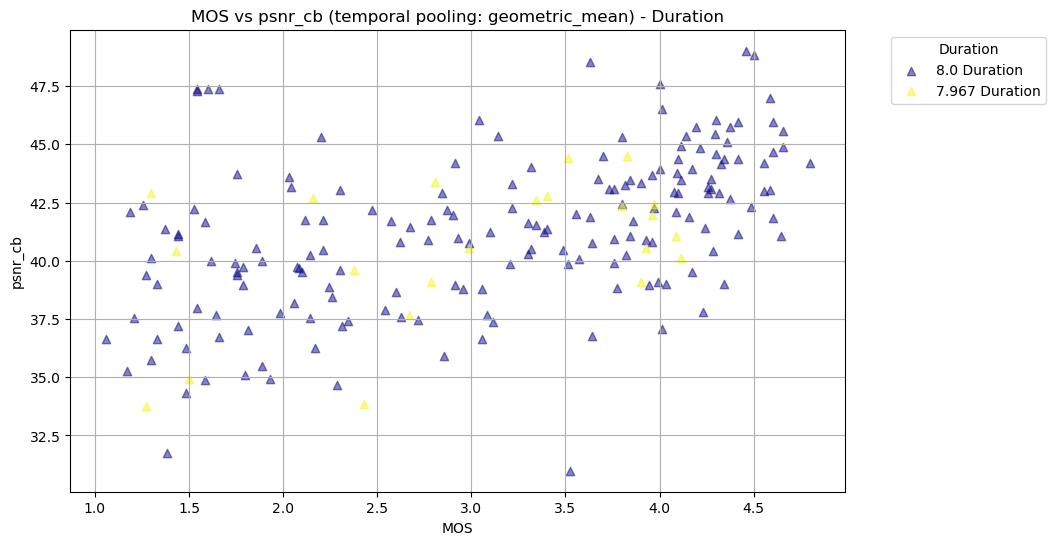 MOS vs psnr_cb (temporal pooling: geometric_mean) - Duration
Duration
8.0 Duration
7.967 Duration
psnr_cb
47.5
45.0
42.5
40.0
37.5
35.0
32.5
1.0 1.5 2.0 2.5 3.0 3.5 4.0 4.5
MOS